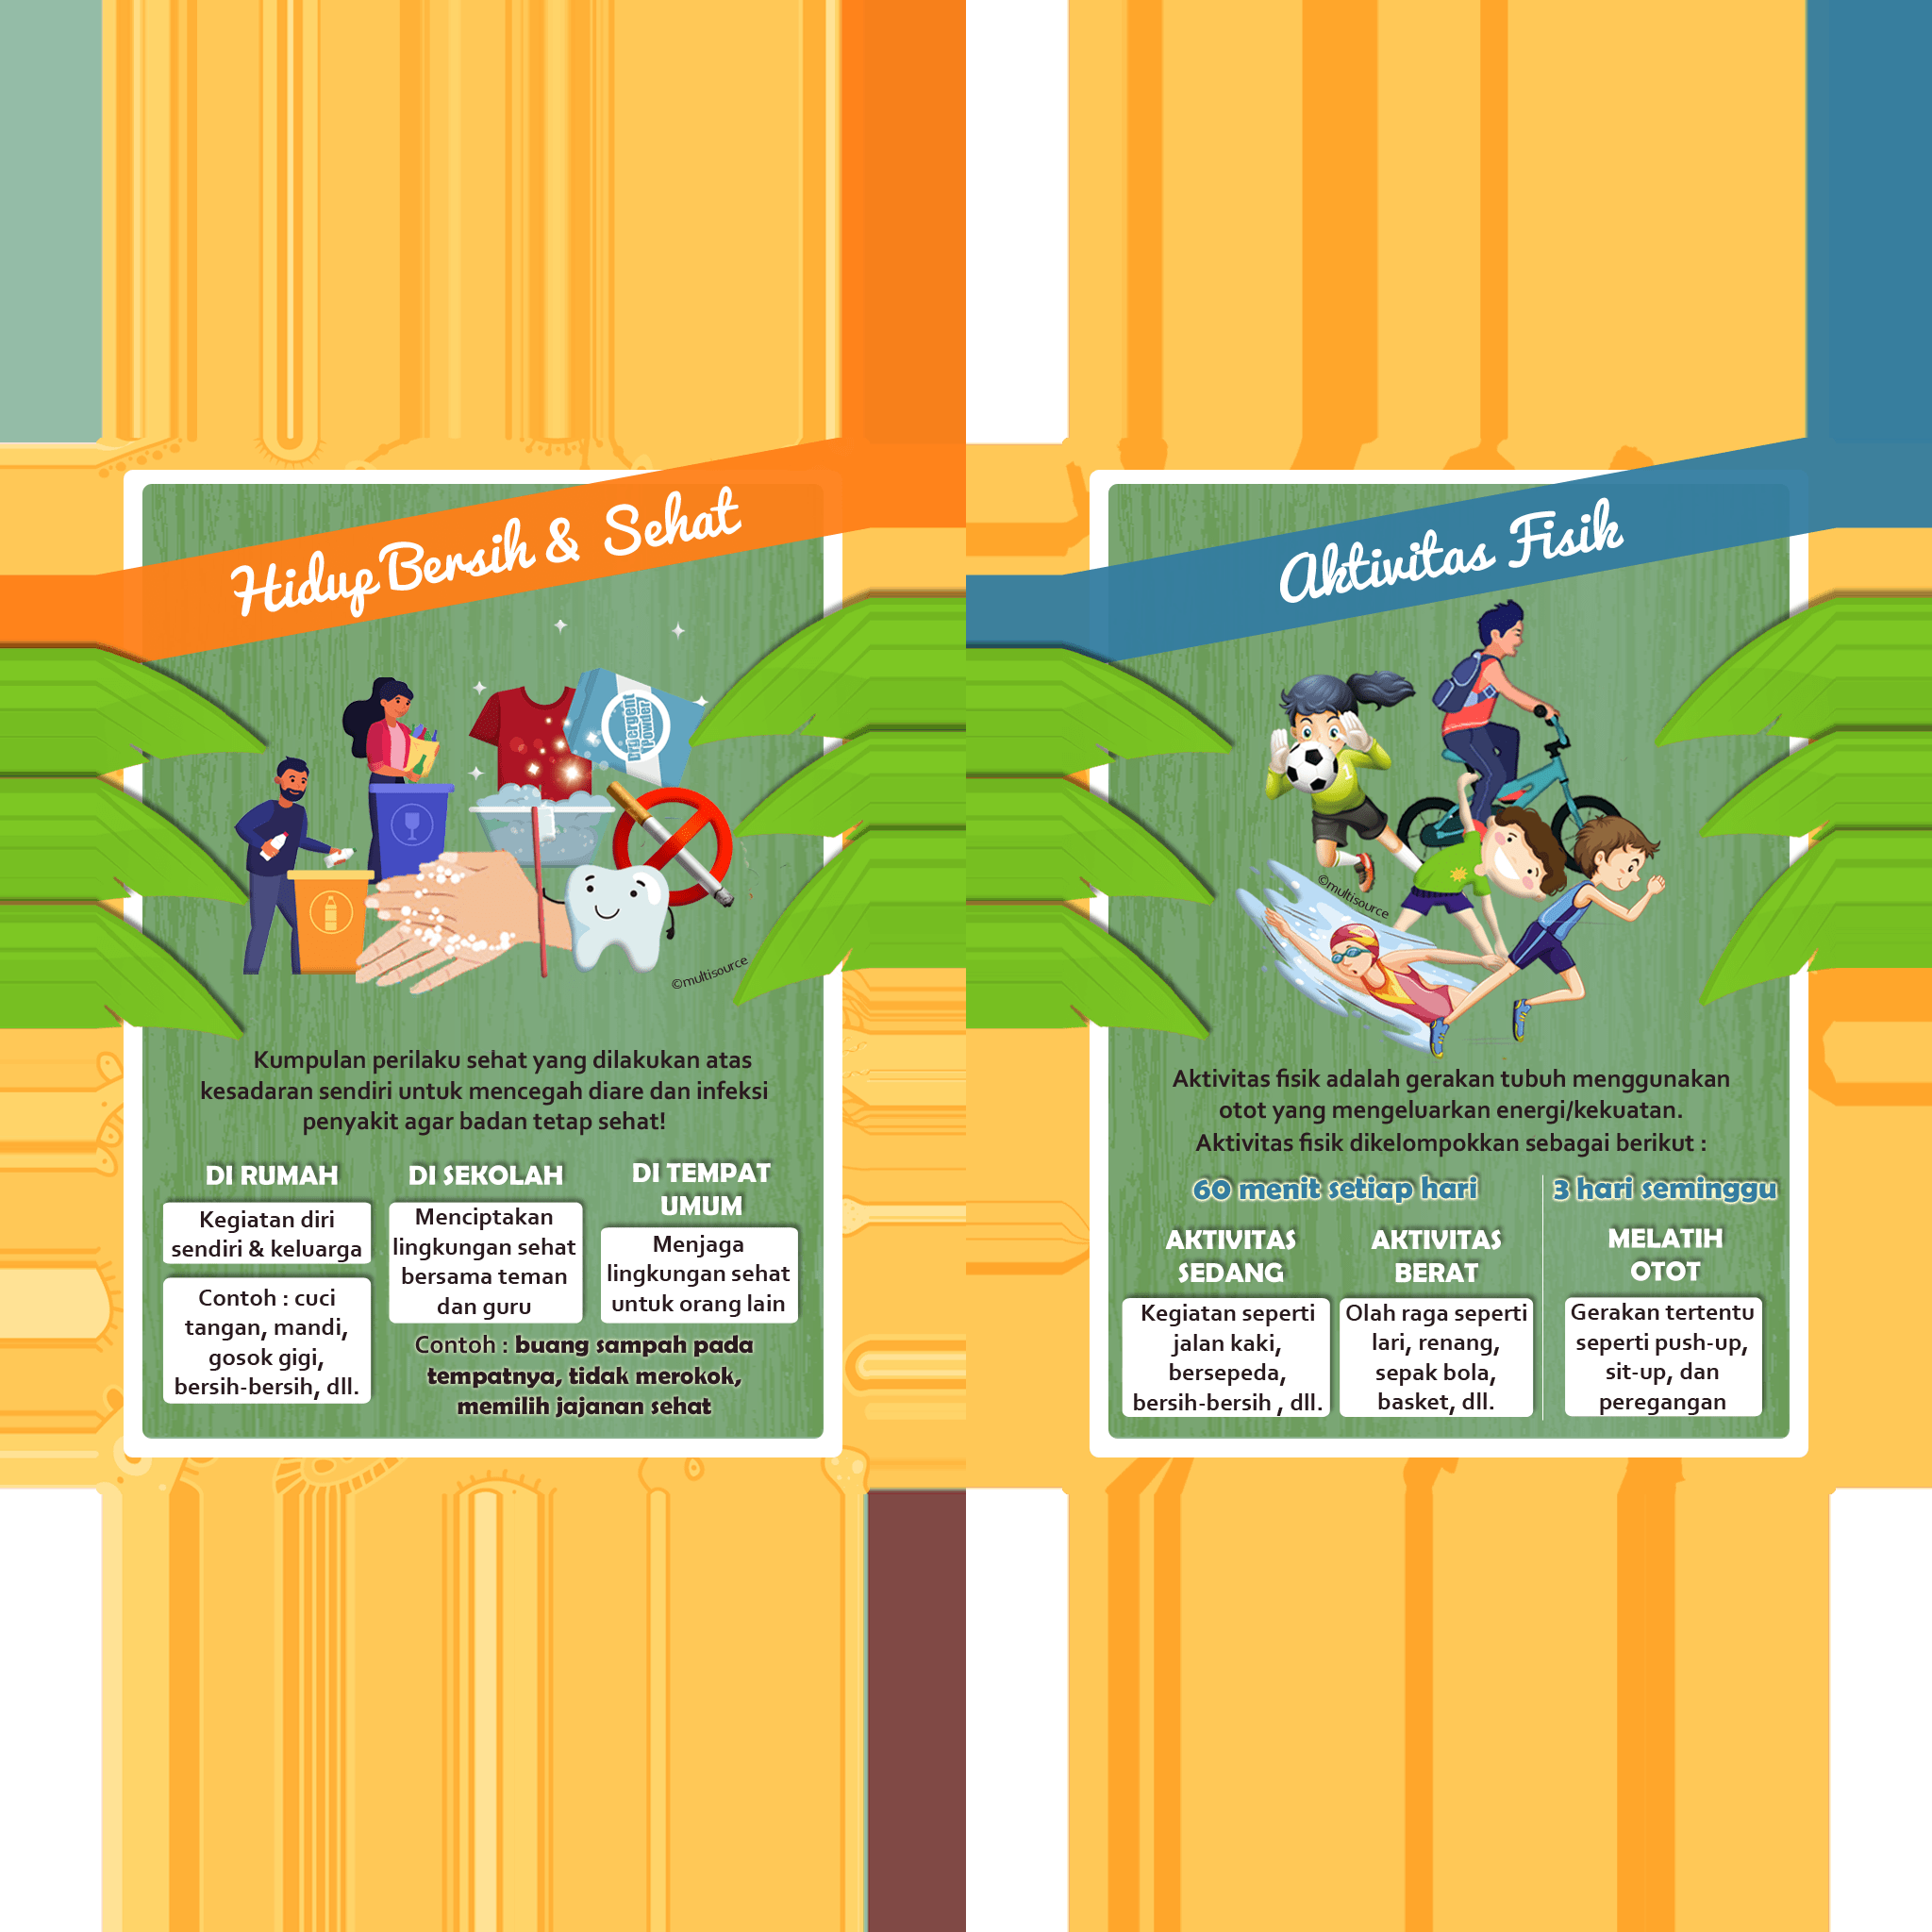 Hidup Bersih & Sehat
Detergent
Powder
©multisource
Kumpulan perilaku sehat yang dilakukan atas
kesadaran sendiri untuk mencegah diare dan infeksi
penyakit agar badan tetap sehat!
DI RUMAH
Kegiatan diri
sendiri & keluarga
Contoh : cuci
tangan, mandi,
gosok gigi,
bersih-bersih, dll.
DI SEKOLAH
Menciptakan
lingkungan sehat
bersama teman
dan guru
DI TEMPAT
UMUM
Menjaga
lingkungan sehat
untuk orang lain
Contoh : buang sampah pada
tempatnya, tidak merokok,
memilih jajanan sehat
Aktivitas Fisik
1
©multisource
Aktivitas fisik adalah gerakan tubuh menggunakan
otot yang mengeluarkan energi/kekuatan.
Aktivitas fisik dikelompokkan sebagai berikut :
60 menit setiap hari
AKTIVITAS
SEDANG
Kegiatan seperti
jalan kaki,
bersepeda,
bersih-bersih , dll.
AKTIVITAS
BERAT
Olah raga seperti
lari, renang,
sepak bola,
basket, dll.
3 hari seminggu
MELATIH
OTOT
Gerakan tertentu
seperti push-up,
sit-up, dan
peregangan